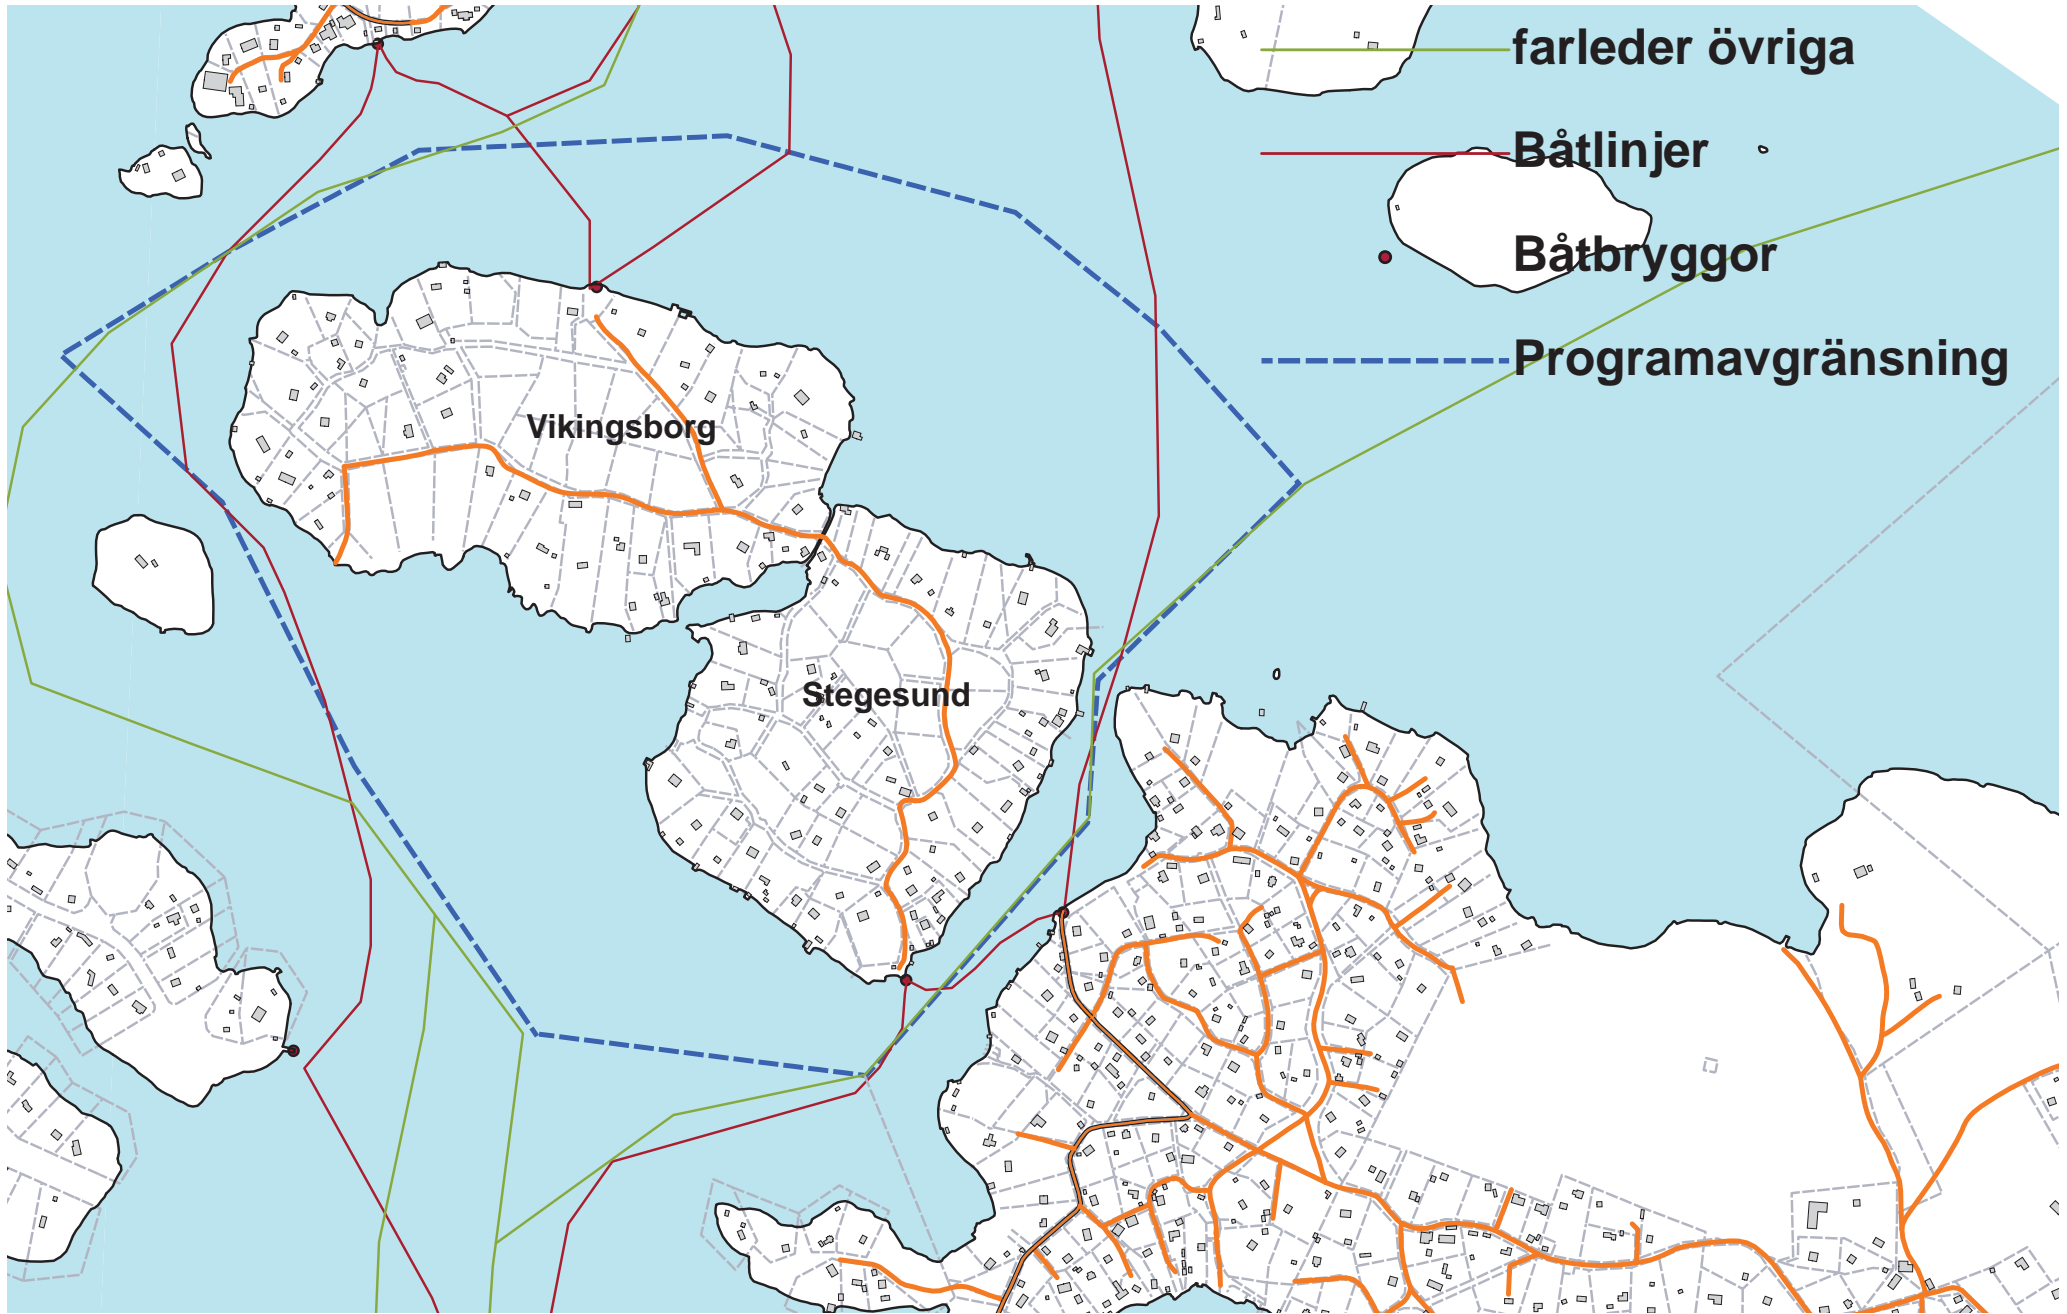 farleder övriga
Båtlinjer
Båtbryggor
Programavgränsning
Vikingsborg
Stegesund